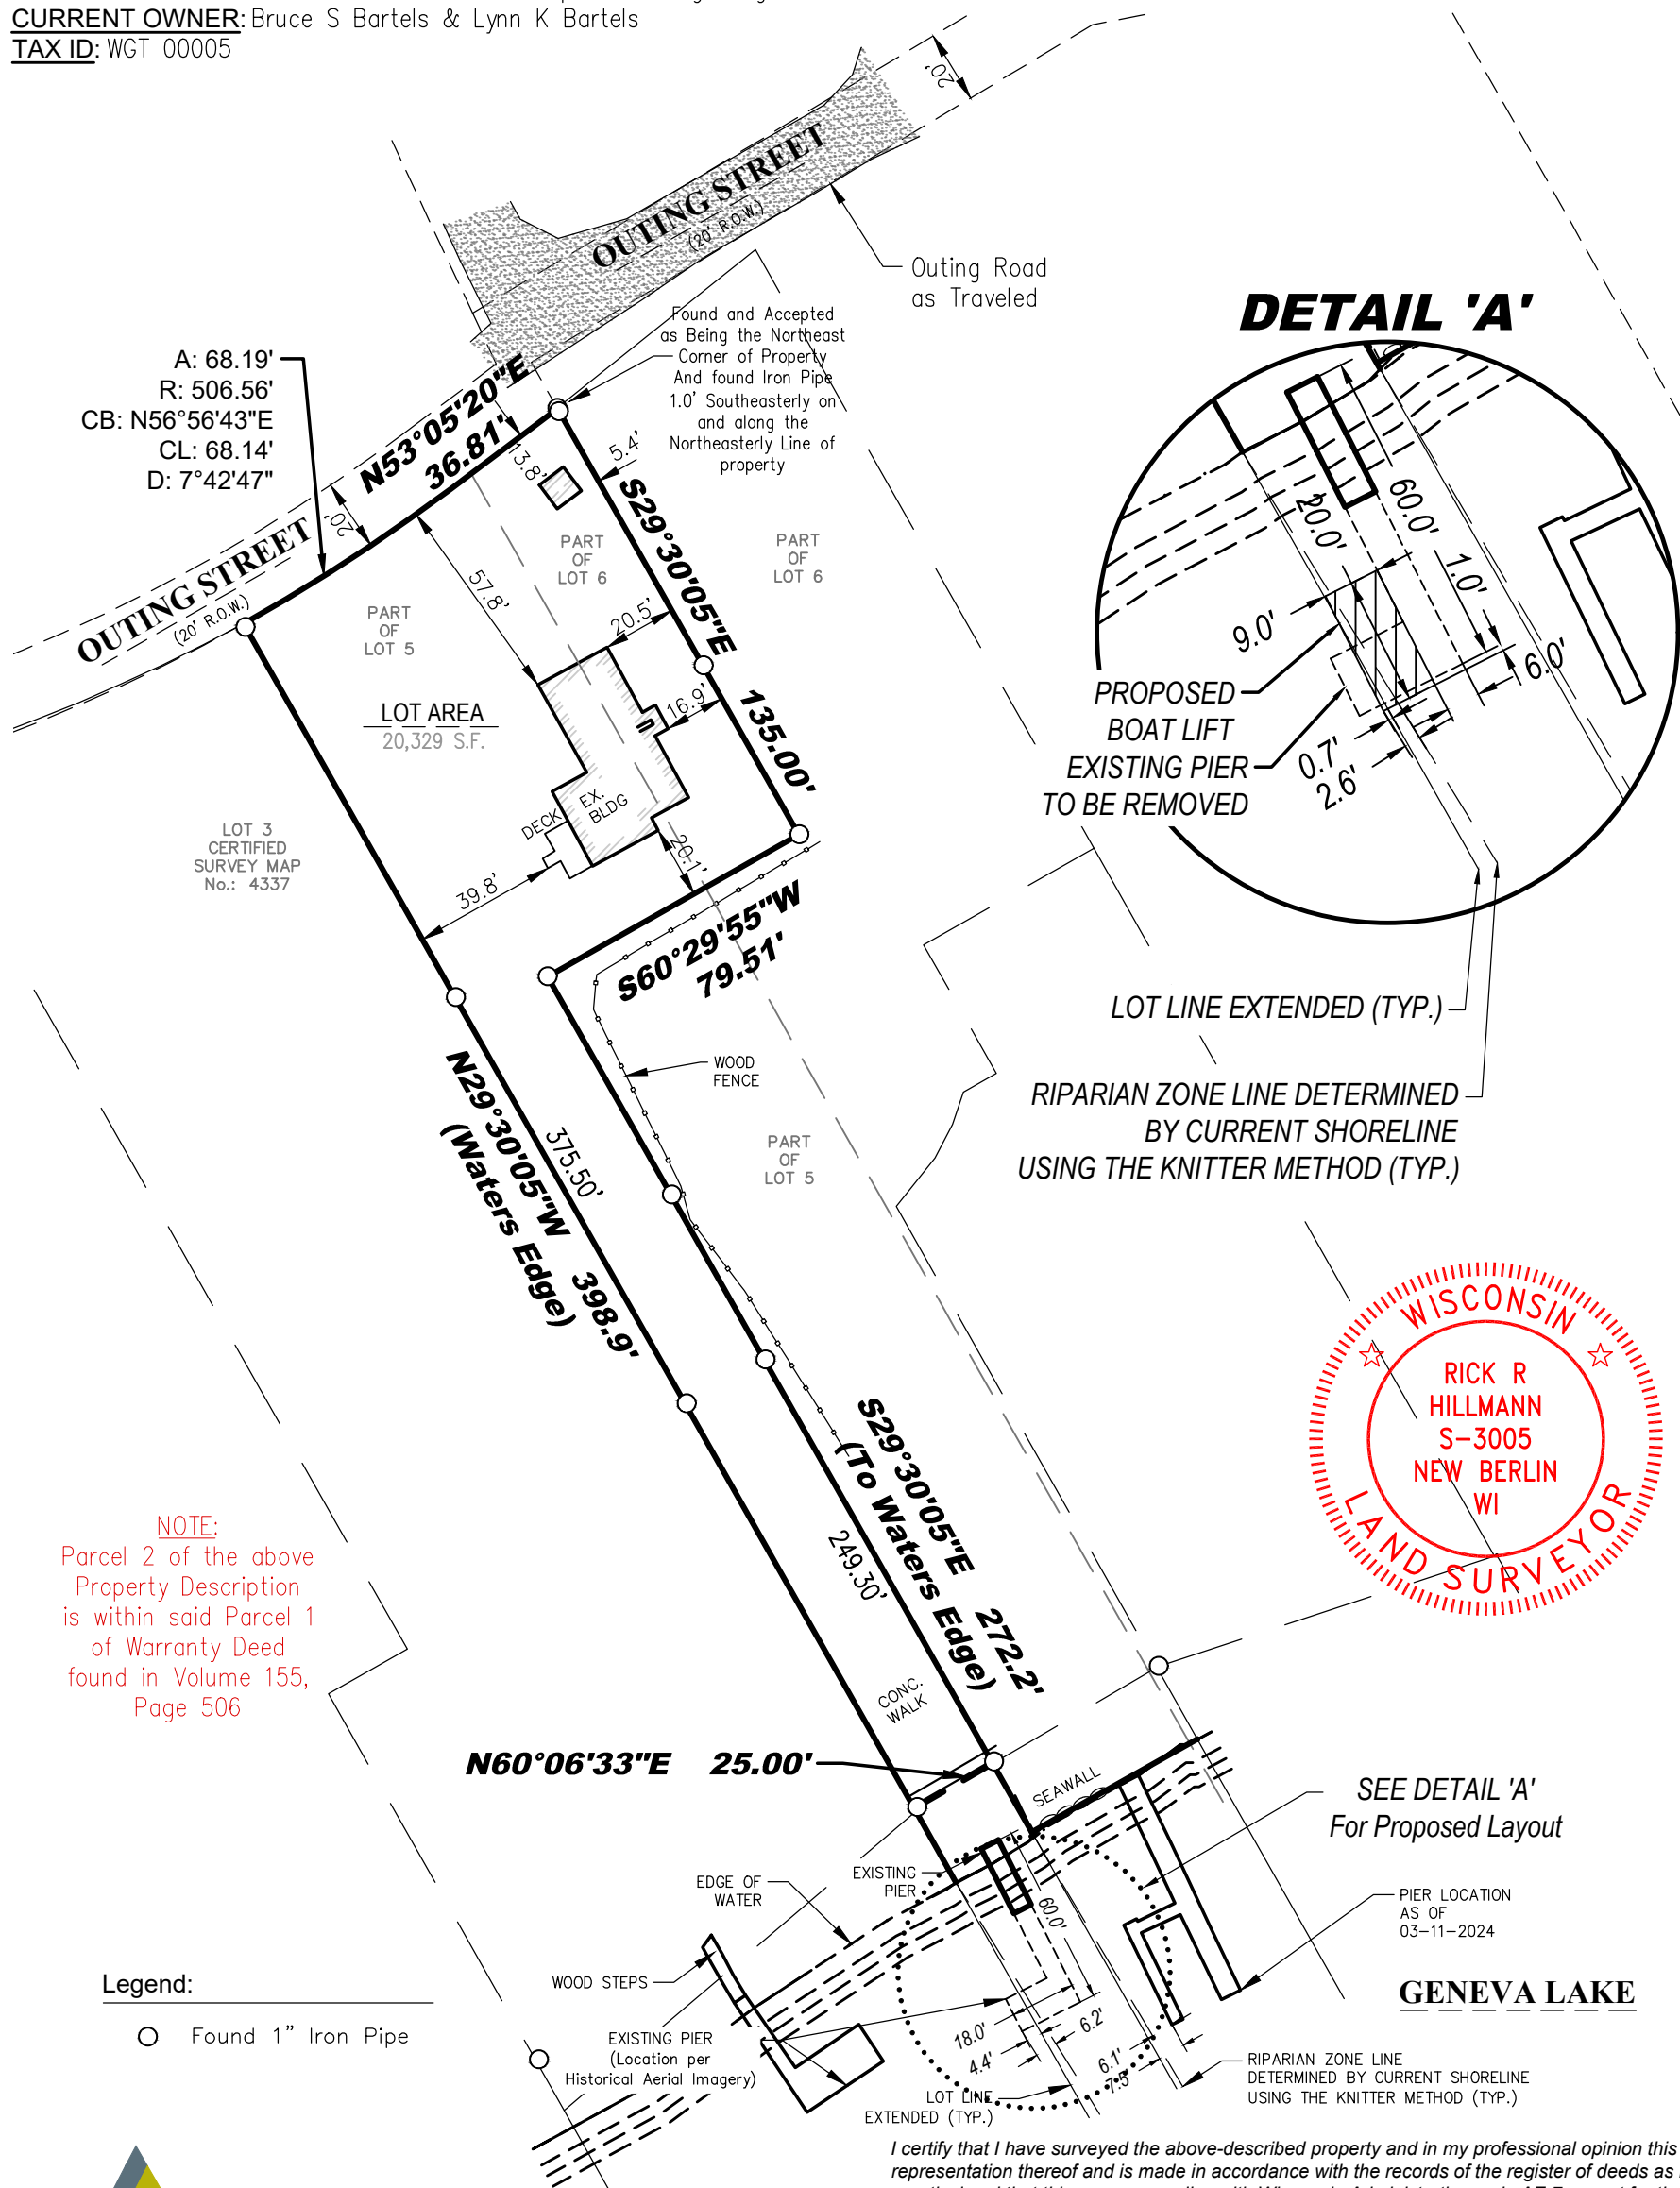 CURRENT OWNER: Bruce S Bartels & Lynn K Bartels
TAX ID: WGT 00005
20'
OUTING STREET
(20' R.O.W.)
Outing Road
as Traveled
Found and Accepted
as Being the Northeast
Corner of Property
And found Iron Pipe
1.0' Southeasterly on
and along the
Northeasterly Line of
property
A: 68.19'
R: 506.56'
CB: N56°56'43"E
CL: 68.14'
D: 7°42'47"
N53°05'20"E
36.81'
13.8'
5.4'
20'
OUTING STREET
(20' R.O.W.)
S29°30'05"E
135.00'
PART
OF
LOT 6
PART
OF
LOT 6
PART
OF
LOT 5
57.8'
20.5'
16.9'
LOT AREA
20,329 S.F.
EX.
BLDG
DECK
20.1'
39.8'
LOT 3
CERTIFIED
SURVEY MAP
No.: 4337
S60°29'55"W
79.51'
DETAIL 'A'
20.0'
60.0'
1.0'
9.0'
6.0'
PROPOSED
BOAT LIFT
EXISTING PIER
TO BE REMOVED
0.7'
2.6'
LOT LINE EXTENDED (TYP.)
RIPARIAN ZONE LINE DETERMINED
BY CURRENT SHORELINE
USING THE KNITTER METHOD (TYP.)
WOOD
FENCE
PART
OF
LOT 5
N29°30'05"W 398.9'
(Waters Edge)
375.50'
S29°30'05"E 272.2'
(To Waters Edge)
249.30'
WISCONSIN
RICK R
HILLMANN
S-3005
NEW BERLIN
WI
LAND SURVEYOR
NOTE:
Parcel 2 of the above
Property Description
is within said Parcel 1
of Warranty Deed
found in Volume 155,
Page 506
CONC.
WALK
N60°06'33"E 25.00'
SEAWALL
SEE DETAIL 'A'
For Proposed Layout
EXISTING
PIER
EDGE OF
WATER
60.0'
PIER LOCATION
AS OF
03-11-2024
WOOD STEPS
GENEVA LAKE
Legend:
Found 1" Iron Pipe
EXISTING PIER
(Location per
Historical Aerial Imagery)
18.0'
4.4'
6.2'
6.1'
7.5'
LOT LINE
EXTENDED (TYP.)
RIPARIAN ZONE LINE
DETERMINED BY CURRENT SHORELINE
USING THE KNITTER METHOD (TYP.)
I certify that I have surveyed the above-described property and in my professional opinion this
representation thereof and is made in accordance with the records of the register of deeds as